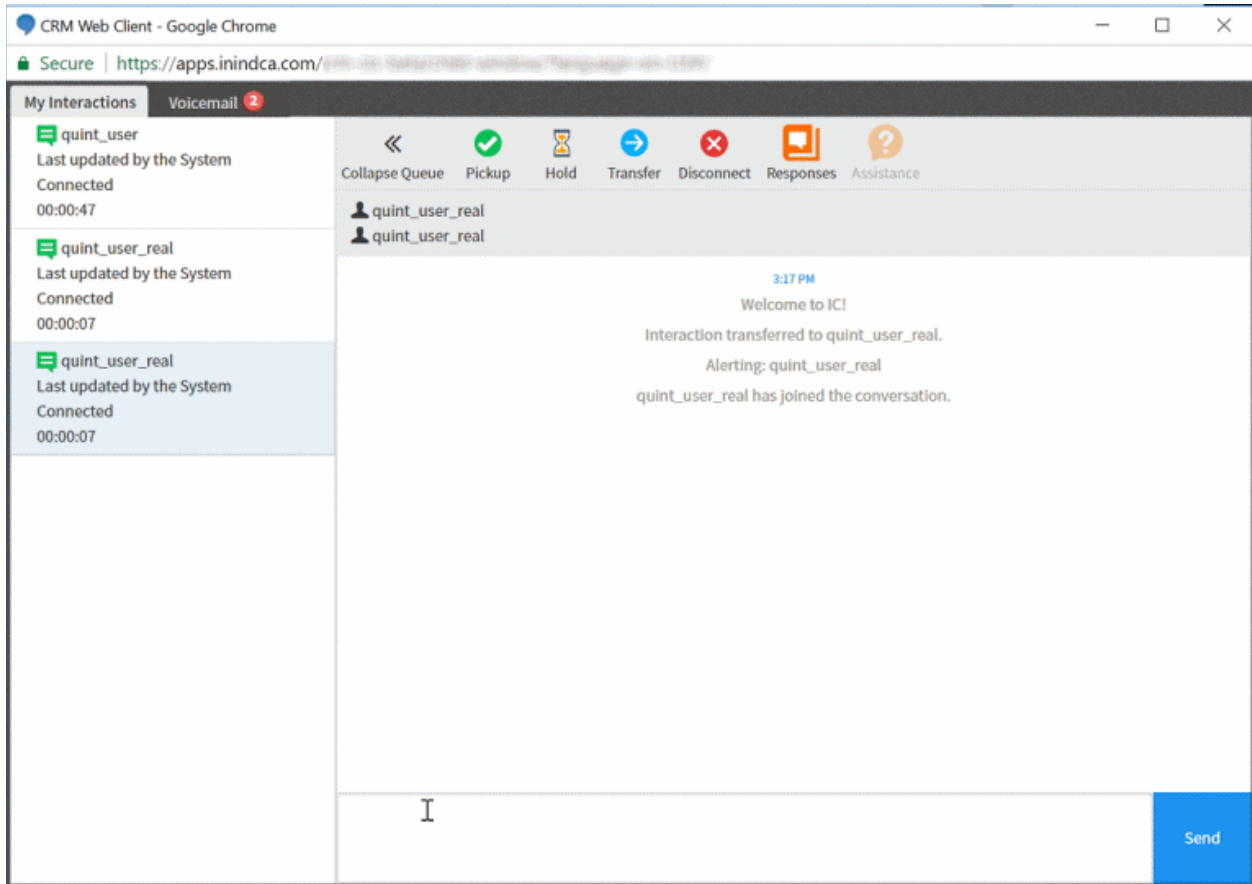 CRM Web Client - Google Chrome
Secure | https://apps.inindca.com/
My Interactions Voicemail 2
quint_user
Last updated by the System
Connected
00:00:47
quint_user_real
Last updated by the System
Connected
00:00:07
quint_user_real
Last updated by the System
Connected
00:00:07
Collapse Queue Pickup Hold Transfer Disconnect Responses Assistance
quint_user_real
quint_user_real
3:17 PM
Welcome to IC!
Interaction transferred to quint_user_real.
Alerting: quint_user_real
quint_user_real has joined the conversation.
Send